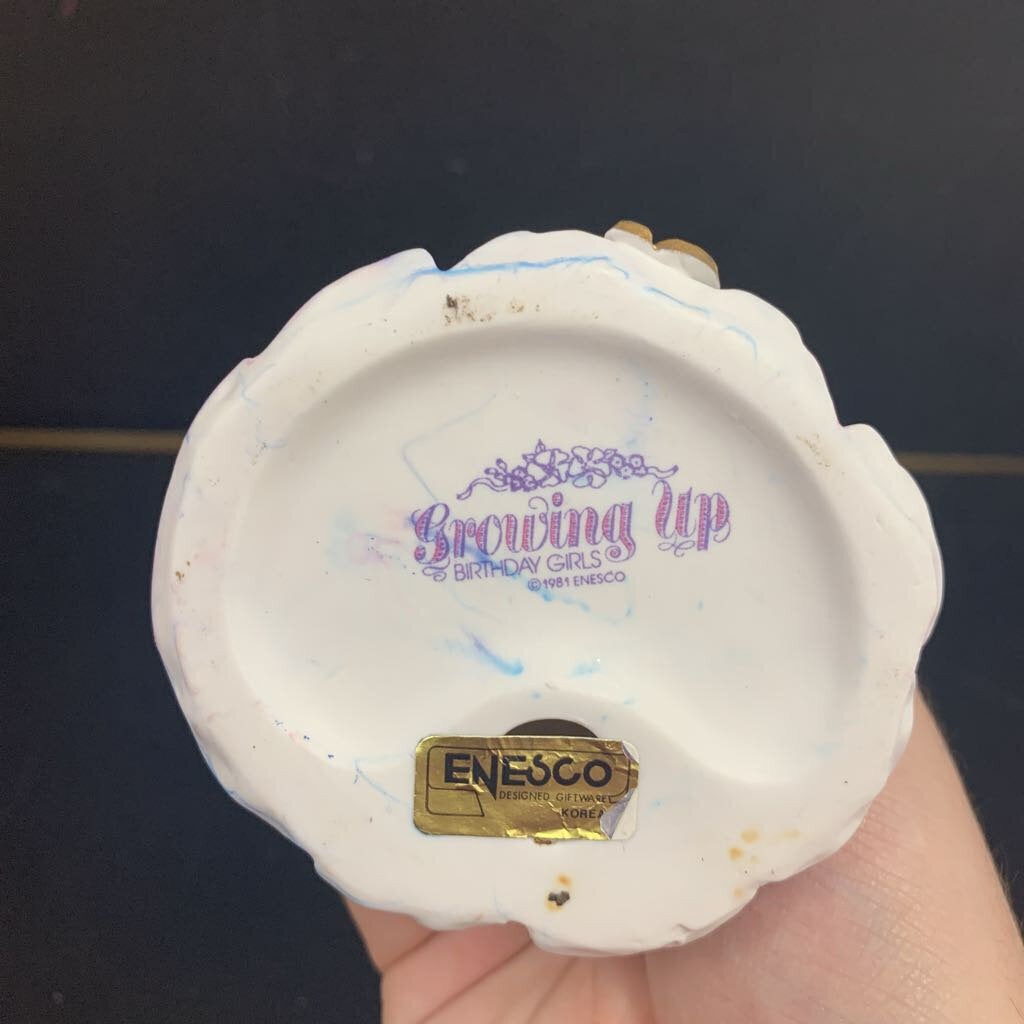 Growing Up
BIRTHDAY GIRLS
© 1981 ENESCO
ENESCO
DESIGNED GIFTWARE
KOREA